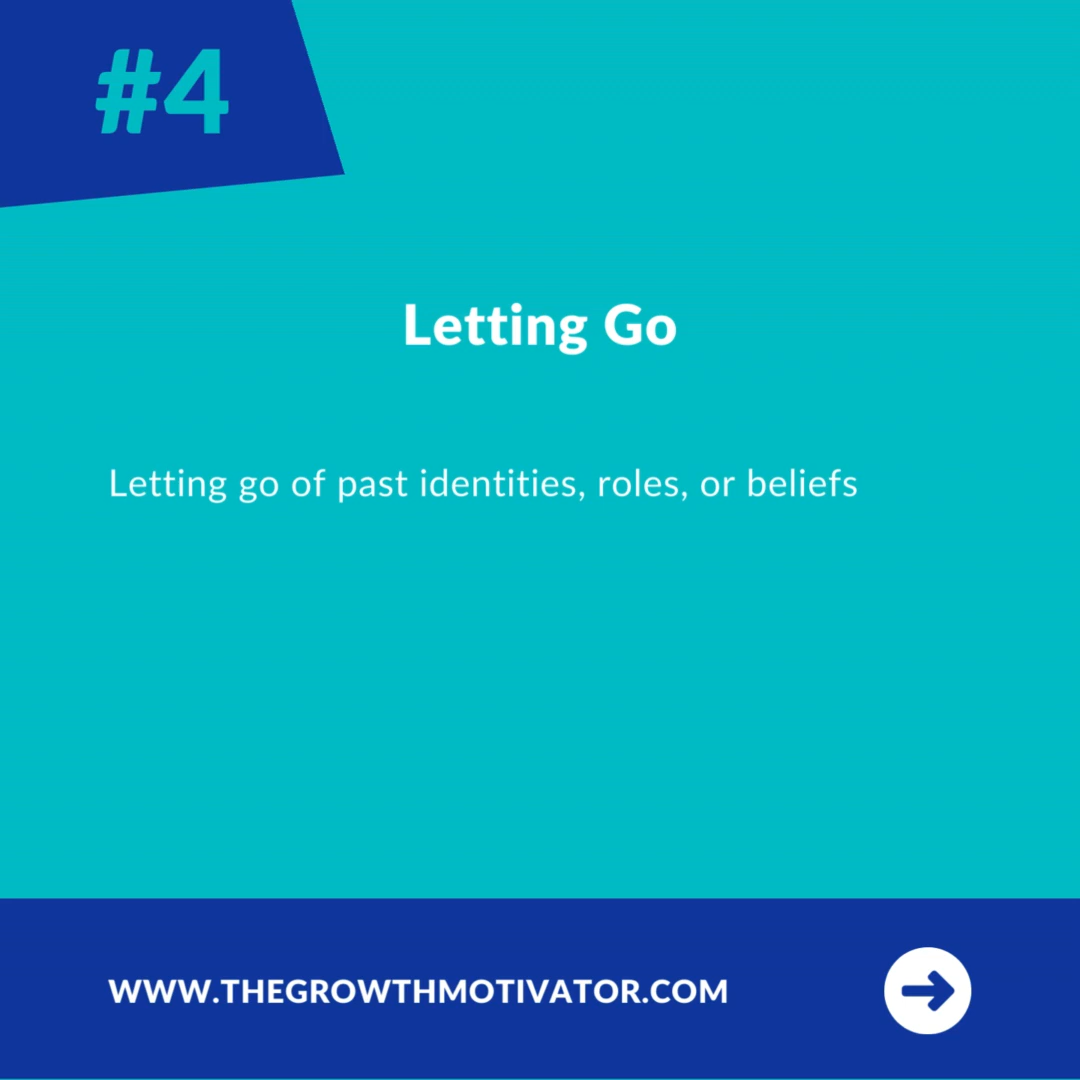 #4
Letting Go
Letting go of past identities, roles, or beliefs
WWW.THEGROWTHMOTIVATOR.COM